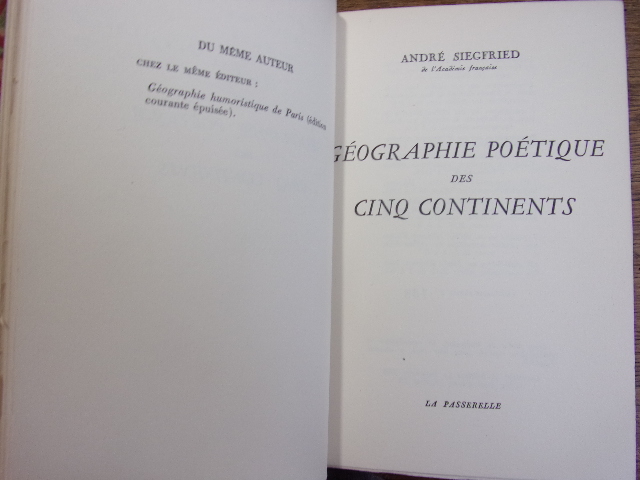 DU MÊME AUTEUR
CHEZ LE MÊME ÉDITEUR :
Géographie humoristique de Paris (édition
courante épuisée).
ANDRÉ SIEGFRIED
de l'Académie française
GÉOGRAPHIE POÉTIQUE
DES
CINQ CONTINENTS
LA PASSERELLE